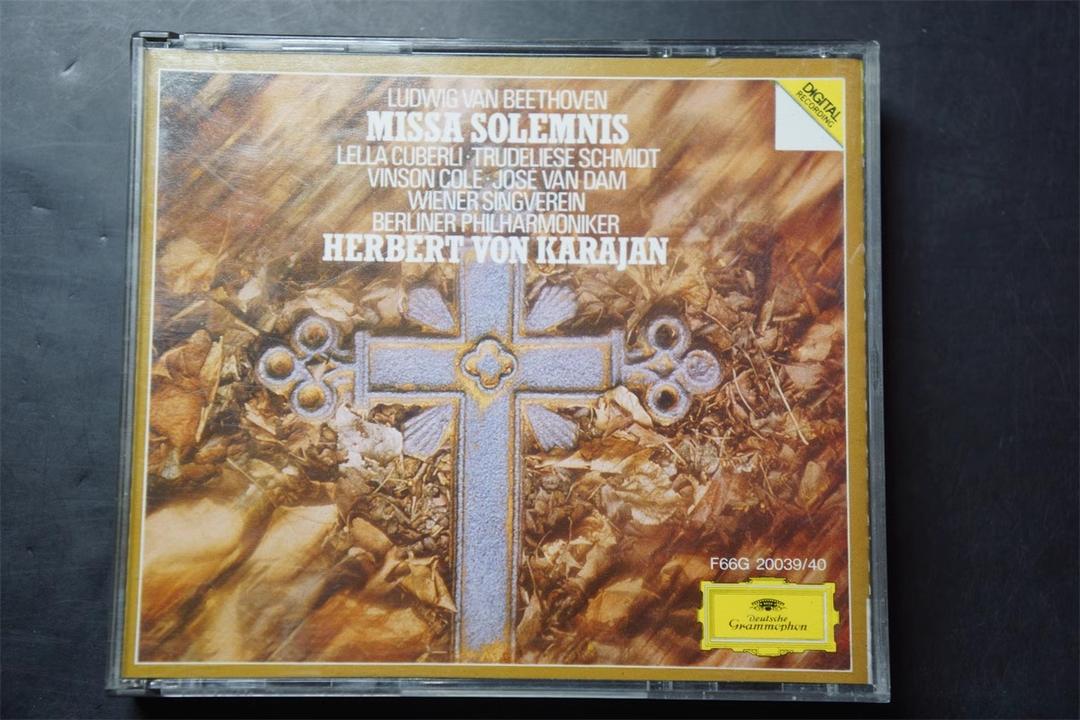 LUDWIG VAN BEETHOVEN
MISSA SOLEMNIS
LELLA CUBERLI · TRUDELIESE SCHMIDT
VINSON COLE · JOSÉ VAN DAM
WIENER SINGVEREIN
BERLINER PHILHARMONIKER
HERBERT VON KARAJAN
DIGITAL
RECORDING
F66G 20039/40
Deutsche
Grammophon